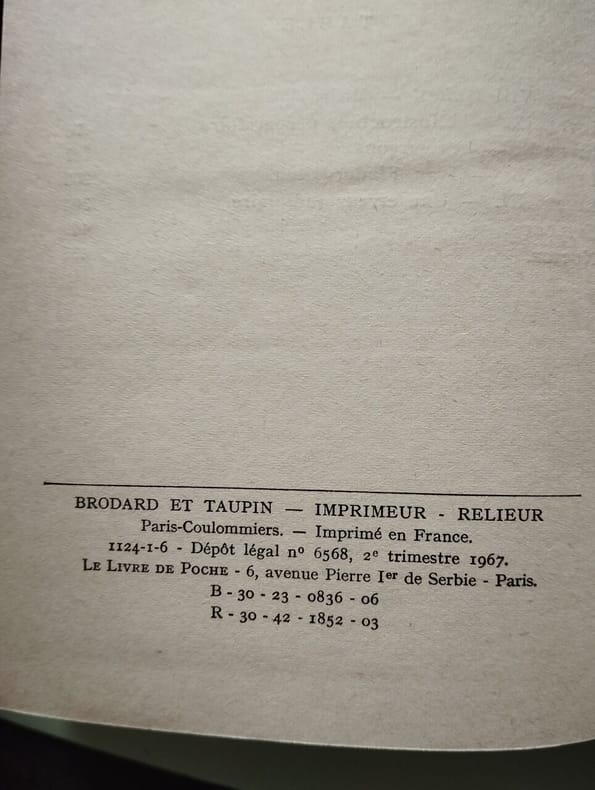 BRODARD ET TAUPIN — IMPRIMEUR - RELIEUR
Paris-Coulommiers. — Imprimé en France.
1124-1-6 - Dépôt légal nº 6568, 2ᵉ trimestre 1967.
LE LIVRE DE POCHE - 6, avenue Pierre Iᵉʳ de Serbie - Paris.
B - 30 - 23 - 0836 - 06
R - 30 - 42 - 1852 - 03